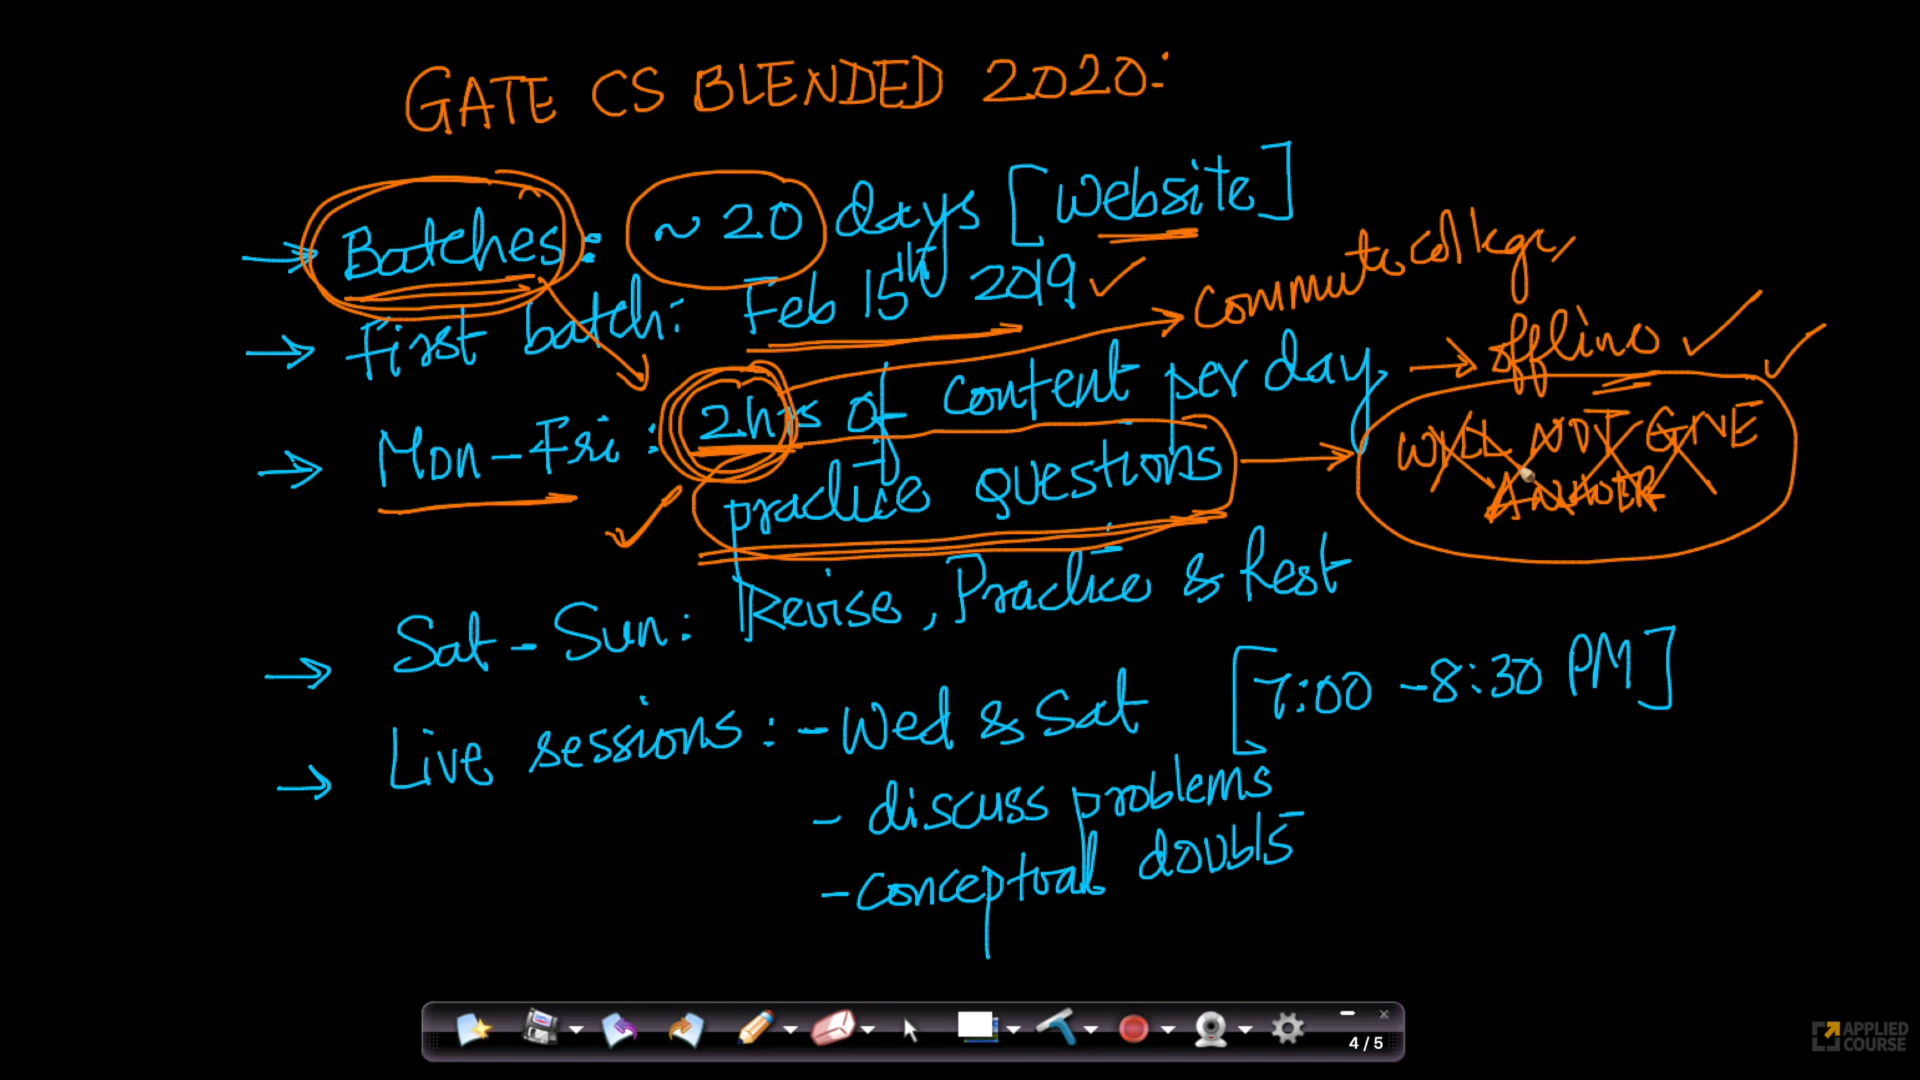 GATE CS BLENDED 2020:
→ Batches: ~ 20 days [Website]
→ First batch: Feb 15th 2019 ✓
→ commute, college,
→ Mon-Fri: 2hrs of content per day → offline ✓
practice questions → WILL NOT GIVE
ANSWER
→ Sat-Sun: Revise, Practice & Rest
→ Live sessions: - Wed & Sat [7:00 - 8:30 PM]
- discuss problems
- conceptual doubts
4 / 5
APPLIED
COURSE